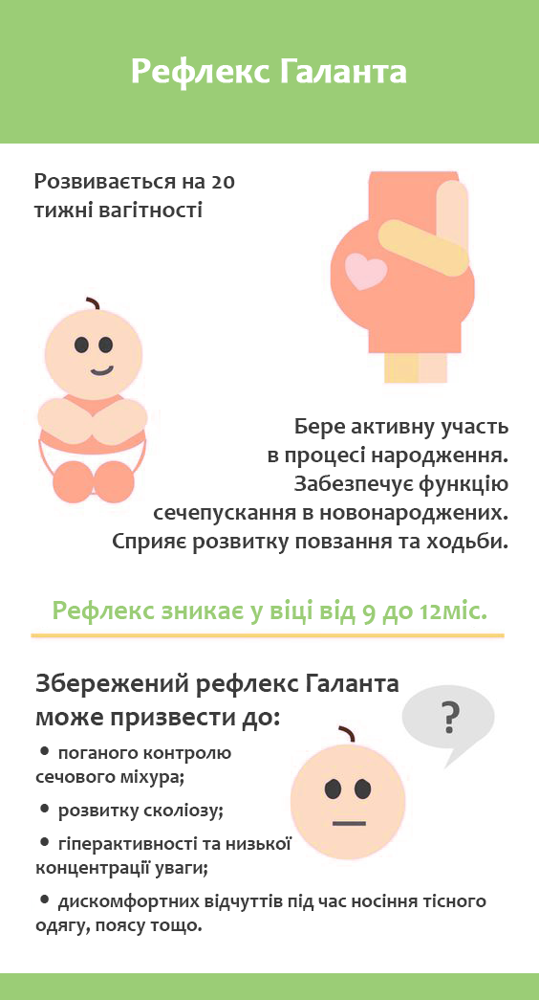 Рефлекс Галанта
Розвивається на 20
тижні вагітності
Бере активну участь
в процесі народження.
Забезпечує функцію
сечепускання в новонароджених.
Сприяє розвитку повзання та ходьби.
Рефлекс зникає у віці від 9 до 12міс.
Збережений рефлекс Галанта
може призвести до:
• поганого контролю
сечового міхура;
• розвитку сколіозу;
• гіперактивності та низької
концентрації уваги;
• дискомфортних відчуттів під час носіння тісного
одягу, поясу тощо.
?